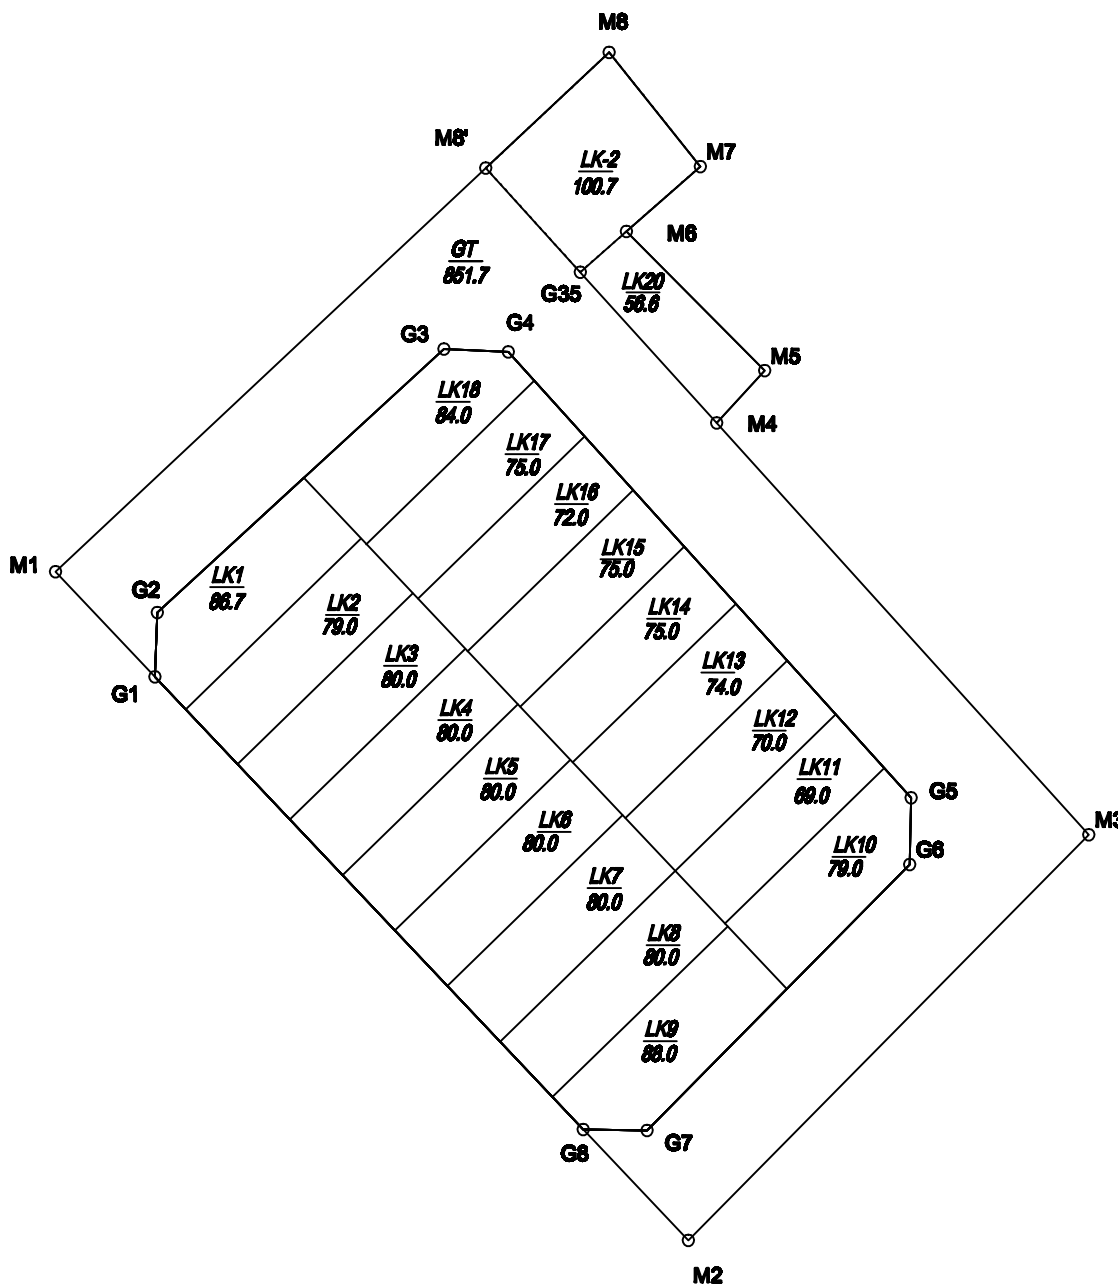 M8
M8'
M7
LK-2
100.7
M6
GT
851.7
LK20
56.6
G35
G3
G4
M5
LK18
84.0
M4
LK17
75.0
LK16
72.0
LK15
75.0
M1
G2
LK1
86.7
LK2
79.0
LK14
75.0
LK3
80.0
LK13
74.0
G1
LK4
80.0
LK12
70.0
LK5
80.0
LK11
69.0
G5
M3
LK6
80.0
LK10
79.0
G6
LK7
80.0
LK8
80.0
LK9
88.0
G8
G7
M2